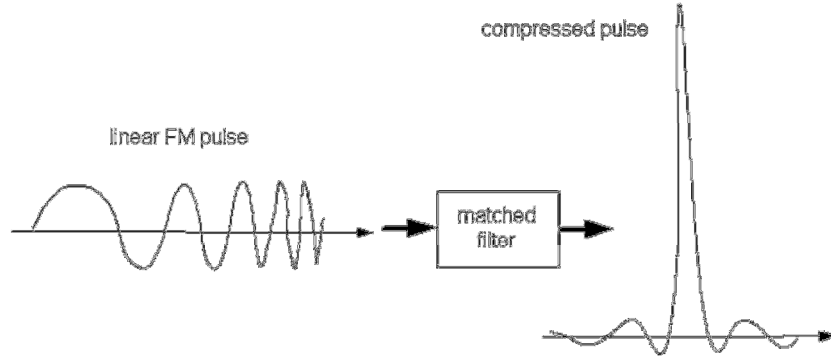 compressed pulse
linear FM pulse
matched
filter